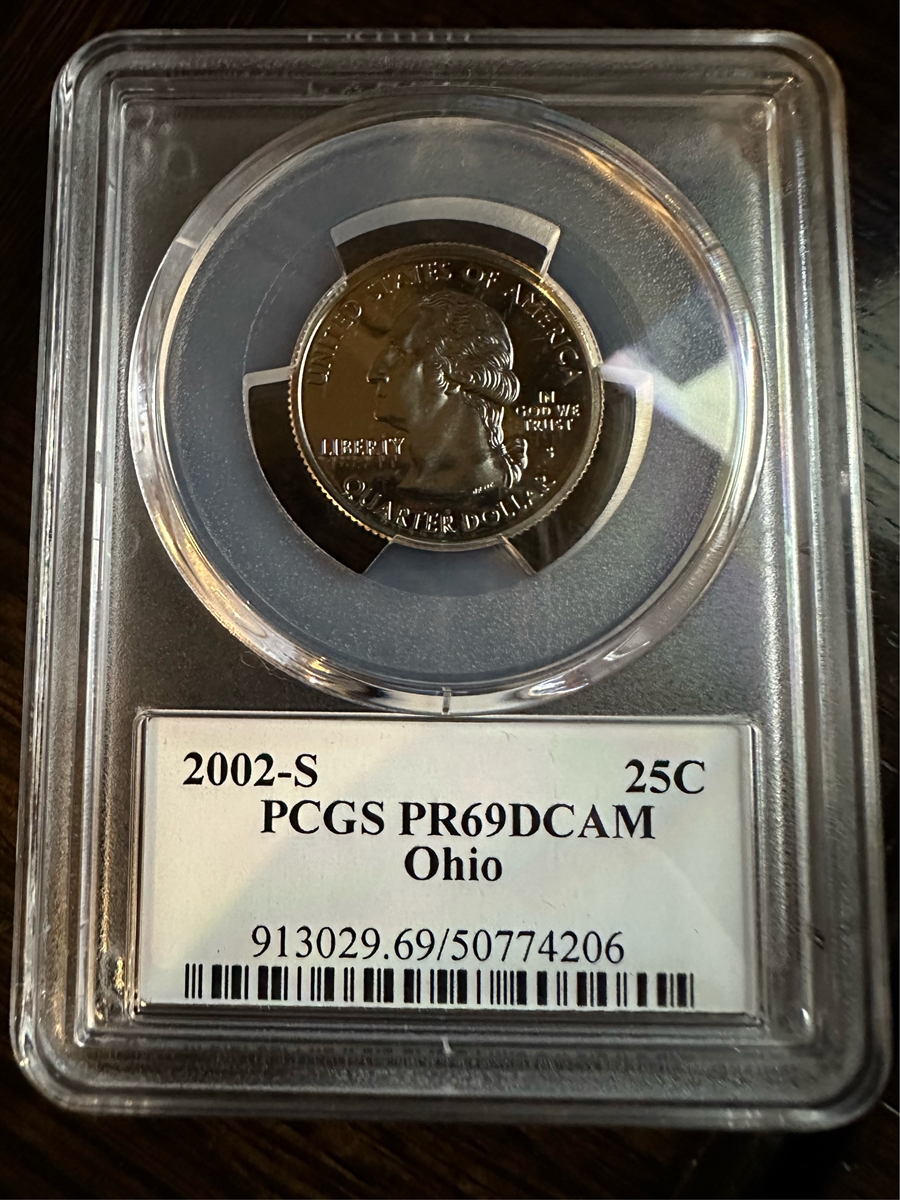 UNITED STATES OF AMERICA
IN
GOD WE
TRUST
LIBERTY
S
QUARTER DOLLAR
2002-S 25C
PCGS PR69DCAM
Ohio
913029.69/50774206